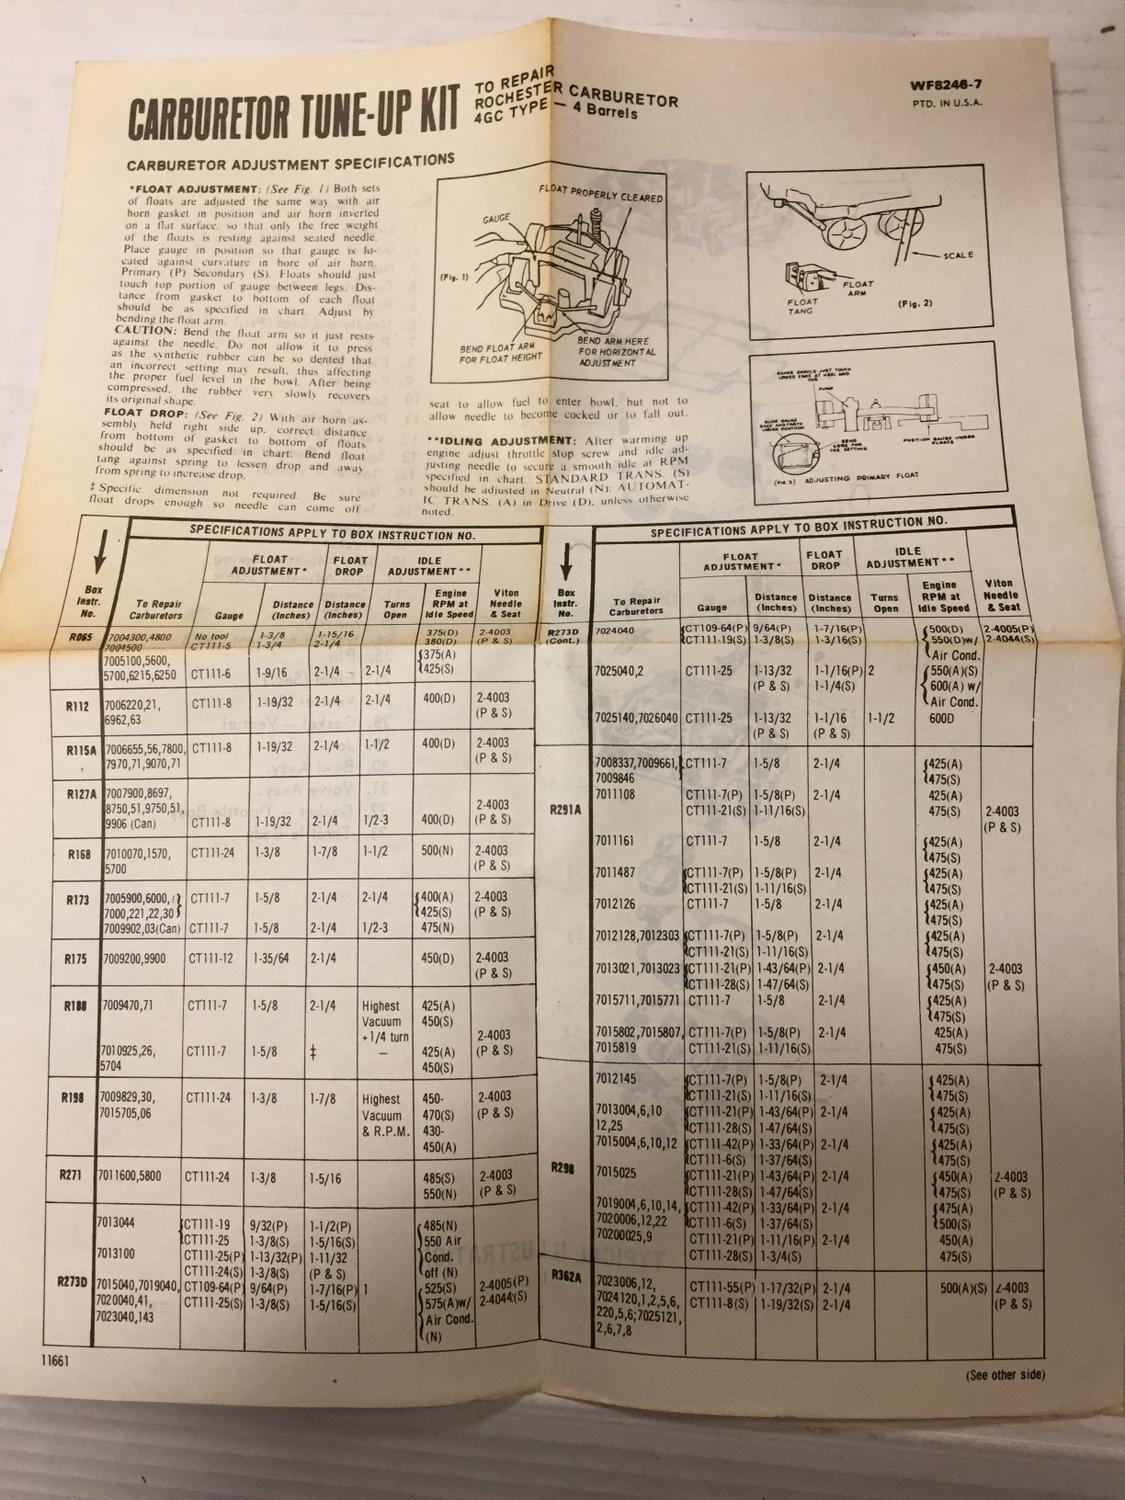 CARBURETOR TUNE-UP KIT
TO REPAIR
ROCHESTER CARBURETOR
4GC TYPE — 4 Barrels
WF8246-7
PTD. IN U.S.A.
CARBURETOR ADJUSTMENT SPECIFICATIONS
*FLOAT ADJUSTMENT: (See Fig. 1) Both sets
of floats are adjusted the same way with air
horn gasket in position and air horn inverted
on a flat surface, so that only the free weight
of the floats is resting against seated needle.
Place gauge in position so that gauge is lo-
cated against curvature in bore of air horn.
Primary (P) Secondary (S). Floats should just
touch top portion of gauge between legs. Dis-
tance from gasket to bottom of each float
should be as specified in chart. Adjust by
bending the float arm.
CAUTION: Bend the float arm so it just rests
against the needle. Do not allow it to press
as the synthetic rubber can be so dented that
an incorrect setting may result, thus affecting
the proper fuel level in the bowl. After being
compressed, the rubber very slowly recovers
its original shape.
FLOAT DROP: (See Fig. 2) With air horn as-
sembly held right side up, correct distance
from bottom of gasket to bottom of floats
should be as specified in chart. Bend float
tang against spring to lessen drop and away
from spring to increase drop.
‡ Specific dimension not required. Be sure
float drops enough so needle can come off
seat to allow fuel to enter bowl, but not to
allow needle to become cocked or to fall out.
**IDLING ADJUSTMENT: After warming up
engine adjust throttle stop screw and idle ad-
justing needle to secure a smooth idle at RPM
specified in chart. STANDARD TRANS. (S)
should be adjusted in Neutral (N); AUTOMAT-
IC TRANS. (A) in Drive (D), unless otherwise
noted.
FLOAT PROPERLY CLEARED
GAUGE
(Fig. 1)
BEND FLOAT ARM
FOR FLOAT HEIGHT
BEND ARM HERE
FOR HORIZONTAL
ADJUSTMENT
SCALE
FLOAT
ARM
FLOAT
TANG
(Fig. 2)
GAUGE SHOULD JUST TOUCH
PUMP
BEND
HERE FOR
THE SETTING
POSITION GAUGE UNDER
FLOATS
ADJUSTING PRIMARY FLOAT
SPECIFICATIONS APPLY TO BOX INSTRUCTION NO.
Box
Instr.
No.
To Repair
Carburetors
FLOAT
ADJUSTMENT*
Gauge
Distance
(Inches)
FLOAT
DROP
Distance
(Inches)
IDLE
ADJUSTMENT**
Turns
Open
Engine
RPM at
Idle Speed
Viton
Needle
& Seat
R065 7004300,4800 No tool 1-3/8 1-15/16 375(D) 2-4003
7004500 CT111-5 1-3/4 2-1/4 380(D) (P & S)
7005100,5600, 375(A)
5700,6215,6250 CT111-6 1-9/16 2-1/4 2-1/4 425(S)
R112 7006220,21, CT111-8 1-19/32 2-1/4 2-1/4 400(D) 2-4003
6962,63 (P & S)
R115A 7006655,56,7800, CT111-8 1-19/32 2-1/4 1-1/2 400(D) 2-4003
7970,71,9070,71 (P & S)
R127A 7007900,8697,
8750,51,9750,51, 2-4003
9906 (Can) CT111-8 1-19/32 2-1/4 1/2-3 400(D) (P & S)
R168 7010070,1570, CT111-24 1-3/8 1-7/8 1-1/2 500(N) 2-4003
5700 (P & S)
R173 7005900,6000, CT111-7 1-5/8 2-1/4 2-1/4 400(A) 2-4003
7000,221,22,30 425(S) (P & S)
7009902,03(Can) CT111-7 1-5/8 2-1/4 1/2-3 475(N)
R175 7009200,9900 CT111-12 1-35/64 2-1/4 450(D) 2-4003
(P & S)
R188 7009470,71 CT111-7 1-5/8 2-1/4 Highest 425(A)
Vacuum 450(S)
+1/4 turn 2-4003
7010925,26, CT111-7 1-5/8 ‡ — 425(A) (P & S)
5704 450(S)
R198 7009829,30, CT111-24 1-3/8 1-7/8 Highest 450- 2-4003
7015705,06 Vacuum 470(S) (P & S)
& R.P.M. 430-
450(A)
R271 7011600,5800 CT111-24 1-3/8 1-5/16 485(S) 2-4003
550(N) (P & S)
7013044 CT111-19 9/32(P) 1-1/2(P) 485(N)
CT111-25 1-3/8(S) 1-5/16(S) 550 Air
7013100 CT111-25(P) 1-13/32(P) 1-11/32 Cond.
CT111-24(S) 1-3/8(S) (P & S) off (N)
R273D 7015040,7019040, CT109-64(P) 9/64(P) 1-7/16(P) 1 525(S) 2-4005(P)
7020040,41, CT111-25(S) 1-3/8(S) 1-5/16(S) 575(A)w/ 2-4044(S)
7023040,143 Air Cond.
(N)
SPECIFICATIONS APPLY TO BOX INSTRUCTION NO.
Box
Instr.
No.
To Repair
Carburetors
FLOAT
ADJUSTMENT*
Gauge
Distance
(Inches)
FLOAT
DROP
Distance
(Inches)
IDLE
ADJUSTMENT**
Turns
Open
Engine
RPM at
Idle Speed
Viton
Needle
& Seat
R273D 7024040 CT109-64(P) 9/64(P) 1-7/16(P) 500(D) 2-4005(P)
(Cont.) CT111-19(S) 1-3/8(S) 1-3/16(S) 550(D)w/ 2-4044(S)
Air Cond.
7025040,2 CT111-25 1-13/32 1-1/16(P) 2 550(A)(S)
(P & S) 1-1/4(S) 600(A) w/
Air Cond.
7025140,7026040 CT111-25 1-13/32 1-1/16 1-1/2 600D
(P & S) (P & S)
7008337,7009661, CT111-7 1-5/8 2-1/4 425(A)
7009846 475(S)
R291A 7011108 CT111-7(P) 1-5/8(P) 2-1/4 425(A)
CT111-21(S) 1-11/16(S) 475(S) 2-4003
(P & S)
7011161 CT111-7 1-5/8 2-1/4 425(A)
475(S)
7011487 CT111-7(P) 1-5/8(P) 2-1/4 425(A)
CT111-21(S) 1-11/16(S) 475(S)
7012126 CT111-7 1-5/8 2-1/4 425(A)
475(S)
7012128,7012303 CT111-7(P) 1-5/8(P) 2-1/4 425(A)
CT111-21(S) 1-11/16(S) 475(S)
7013021,7013023 CT111-21(P) 1-43/64(P) 2-1/4 450(A) 2-4003
CT111-28(S) 1-47/64(S) 475(S) (P & S)
7015711,7015771 CT111-7 1-5/8 2-1/4 425(A)
475(S)
7015802,7015807, CT111-7(P) 1-5/8(P) 2-1/4 425(A)
7015819 CT111-21(S) 1-11/16(S) 475(S)
7012145 CT111-7(P) 1-5/8(P) 2-1/4 425(A)
CT111-21(S) 1-11/16(S) 475(S)
7013004,6,10 CT111-21(P) 1-43/64(P) 2-1/4 425(A)
12,25 CT111-28(S) 1-47/64(S) 475(S)
7015004,6,10,12 CT111-42(P) 1-33/64(P) 2-1/4 425(A)
CT111-6(S) 1-37/64(S) 475(S)
R298 7015025 CT111-21(P) 1-43/64(P) 2-1/4 450(A) 2-4003
CT111-28(S) 1-47/64(S) 475(S) (P & S)
7019004,6,10,14, CT111-42(P) 1-33/64(P) 2-1/4 475(A)
7020006,12,22 CT111-6(S) 1-37/64(S) 500(S)
70200025,9 CT111-21(P) 1-11/16(P) 2-1/4 450(A)
CT111-28(S) 1-3/4(S) 475(S)
R362A 7023006,12, CT111-55(P) 1-17/32(P) 2-1/4 500(A)(S) 2-4003
7024120,1,2,5,6, CT111-8(S) 1-19/32(S) 2-1/4 (P & S)
220,5,6;7025121,
2,6,7,8
11661
(See other side)